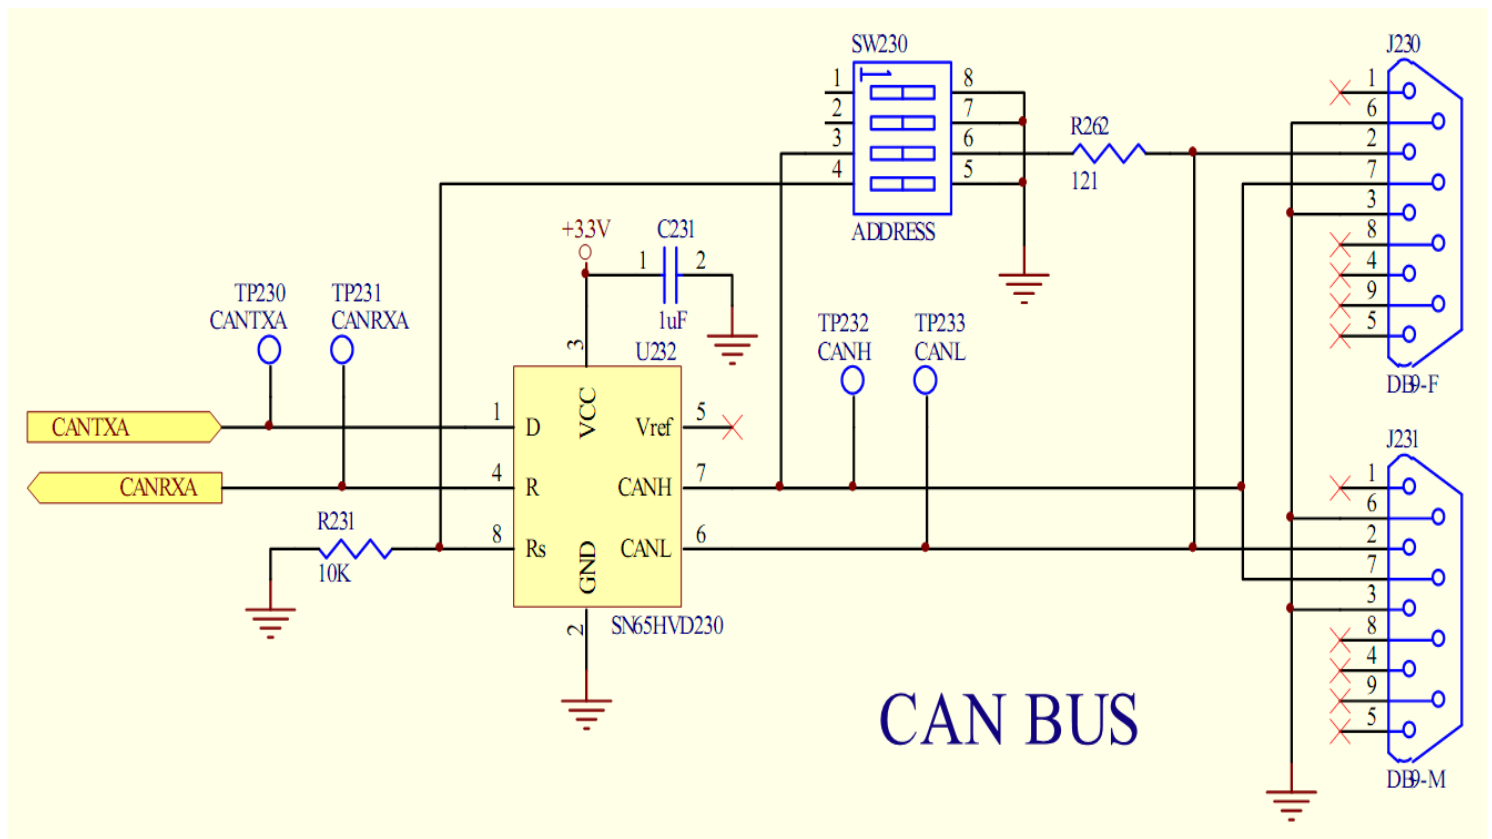 SW230
1
2
3
4
8
7
6
5
ADDRESS
R262
121
J230
1
6
2
7
3
8
4
9
5
DB9-F
+3.3V
C231
1
2
1uF
TP230
CANTXA
TP231
CANRXA
TP232
CANH
TP233
CANL
U232
3
VCC
CANTXA
1
D
Vref
5
CANRXA
4
R
CANH
7
R231
10K
8
Rs
CANL
6
GND
2
SN65HVD230
J231
1
6
2
7
3
8
4
9
5
DB9-M
CAN BUS